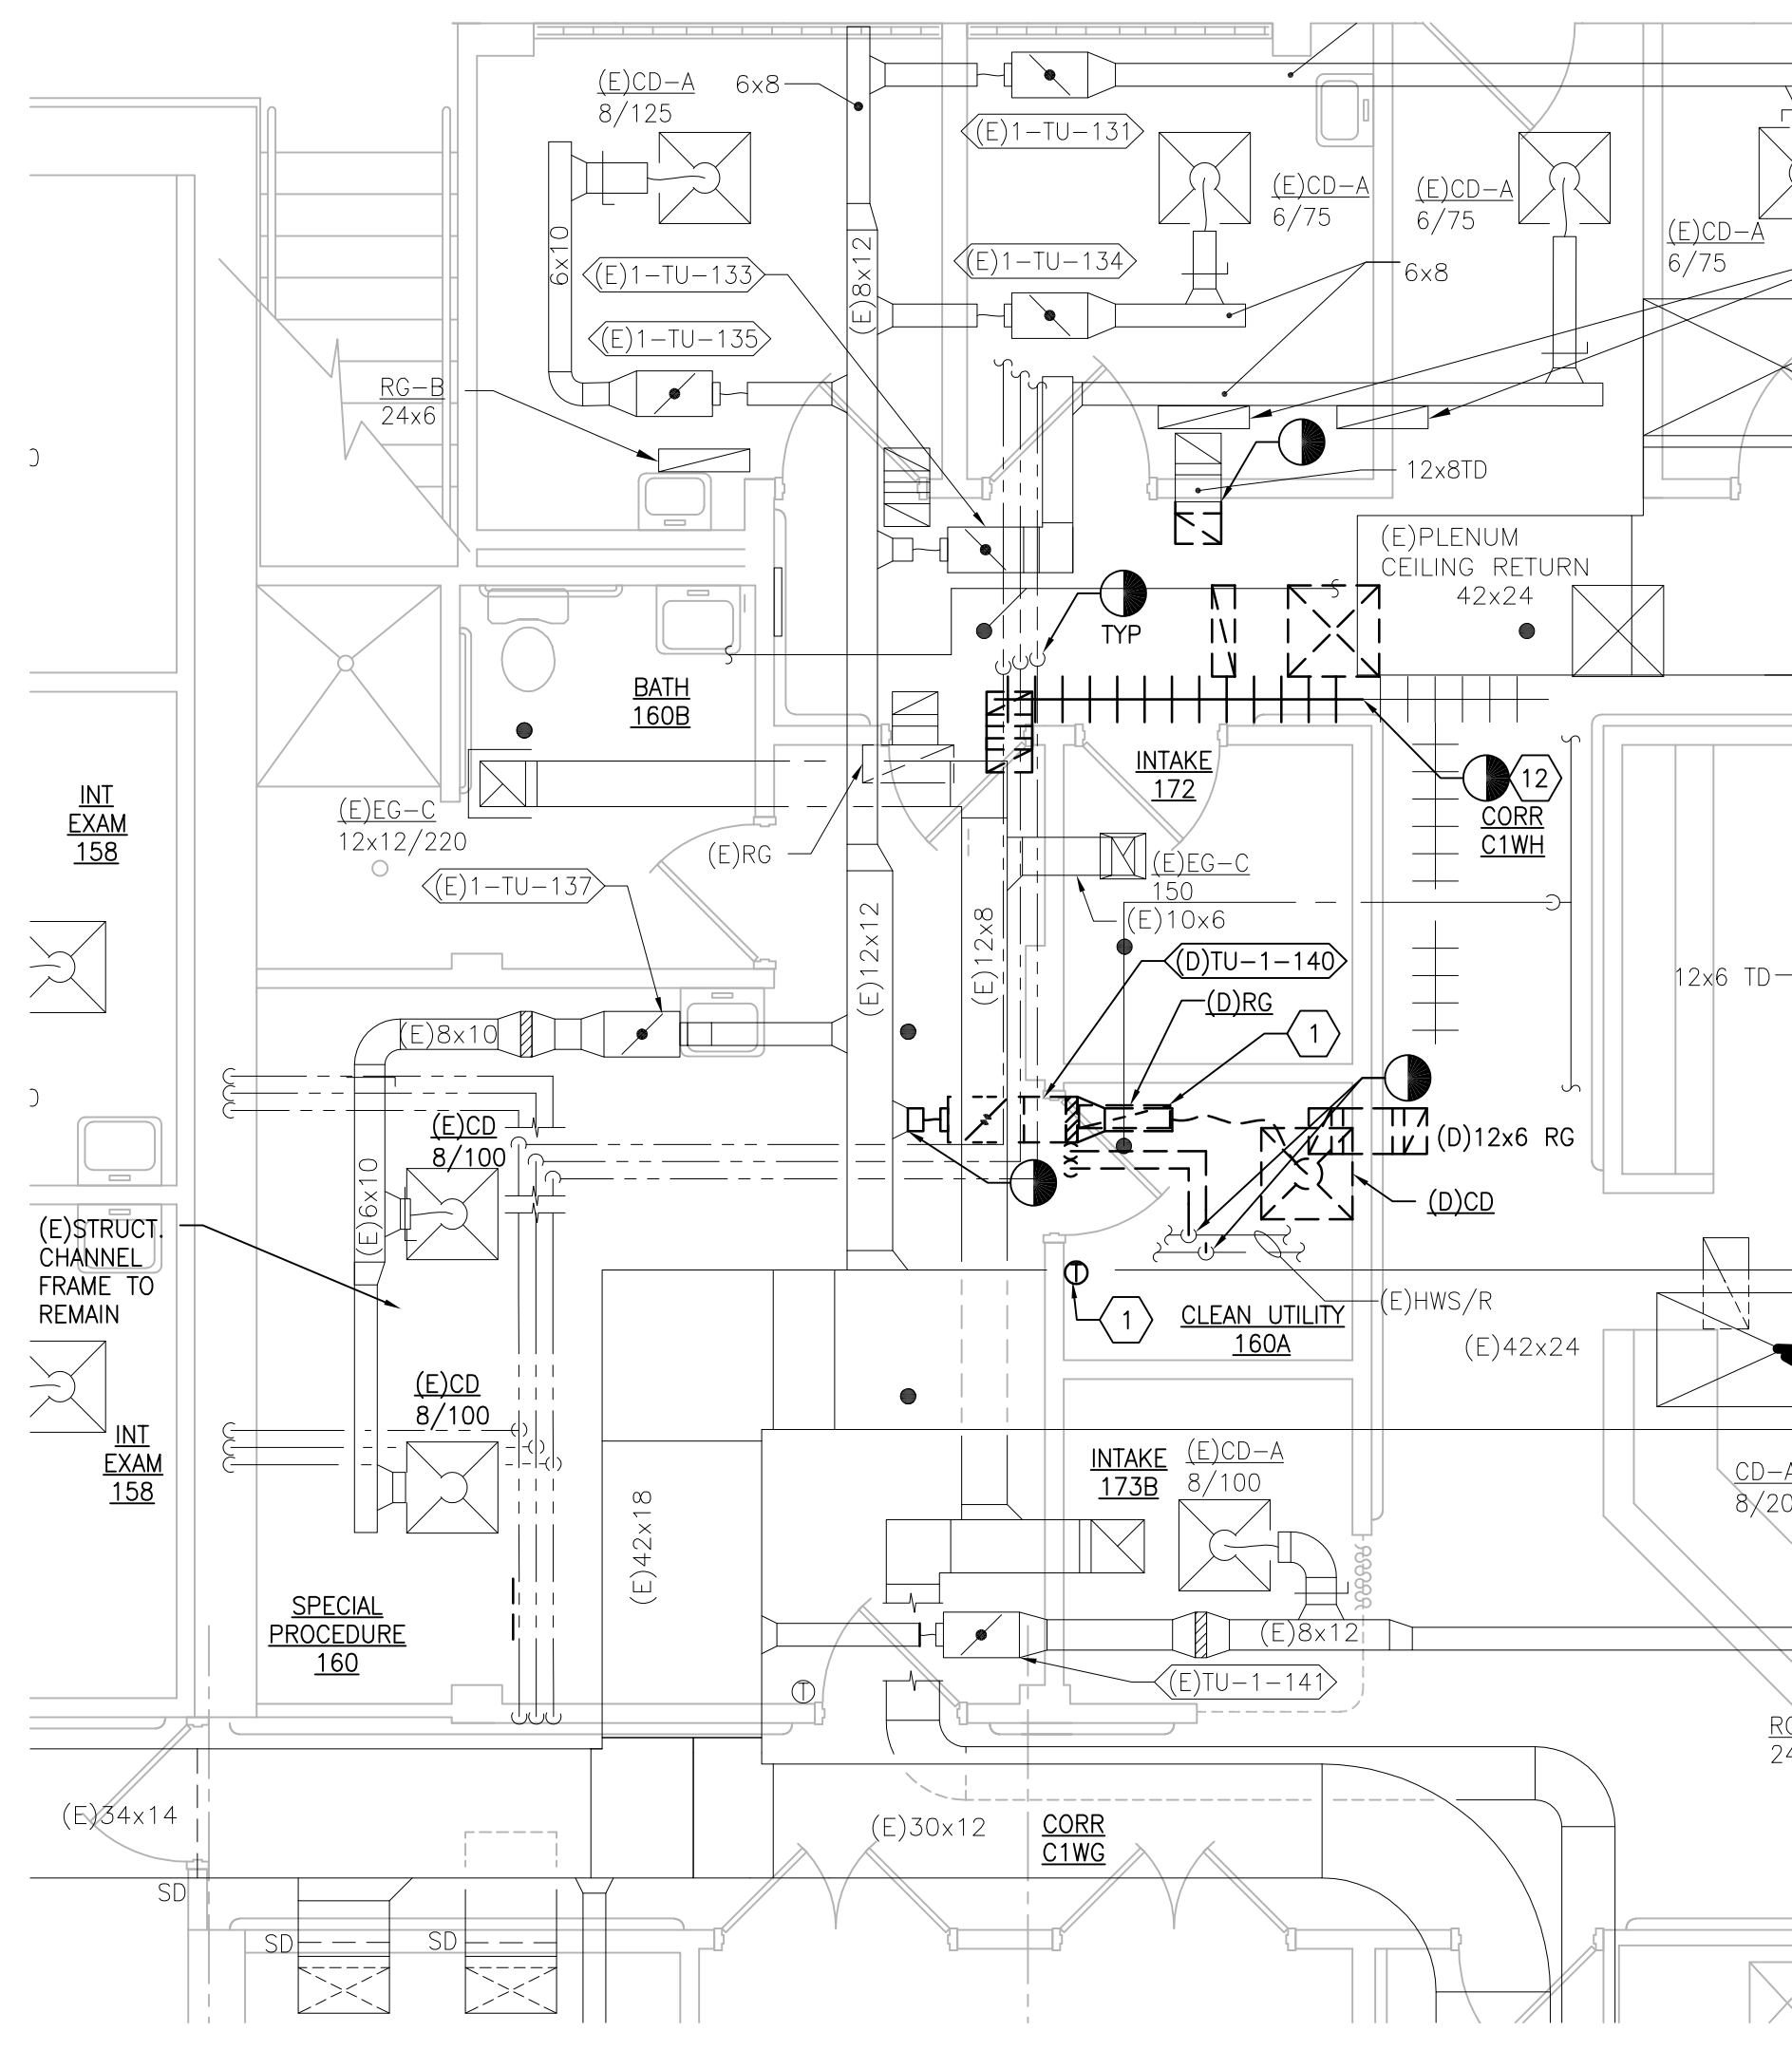 (E)CD-A
8/125
6x8
(E)1-TU-131
(E)CD-A
6/75
(E)CD-A
6/75
(E)CD-A
6/75
6x10
(E)1-TU-133
(E)8x12
(E)1-TU-134
6x8
(E)1-TU-135
RG-B
24x6
12x8TD
(E)PLENUM
CEILING RETURN
42x24
TYP
BATH
160B
INTAKE
172
12
CORR
C1WH
INT
EXAM
158
(E)EG-C
12x12/220
(E)RG
(E)EG-C
150
(E)10x6
(E)1-TU-137
(E)12x12
(E)12x8
(D)TU-1-140
(D)RG
1
12x6 TD
(E)8x10
(E)CD
8/100
(D)12x6 RG
(D)CD
(E)6x10
(E)STRUCT.
CHANNEL
FRAME TO
REMAIN
T
1
CLEAN UTILITY
160A
(E)HWS/R
(E)42x24
(E)CD
8/100
INT
EXAM
158
INTAKE
173B
(E)CD-A
8/100
CD-A
8/20
(E)42x18
SPECIAL
PROCEDURE
160
(E)8x12
(E)TU-1-141
T
RG
24
(E)34x14
(E)30x12
CORR
C1WG
SD
SD
SD